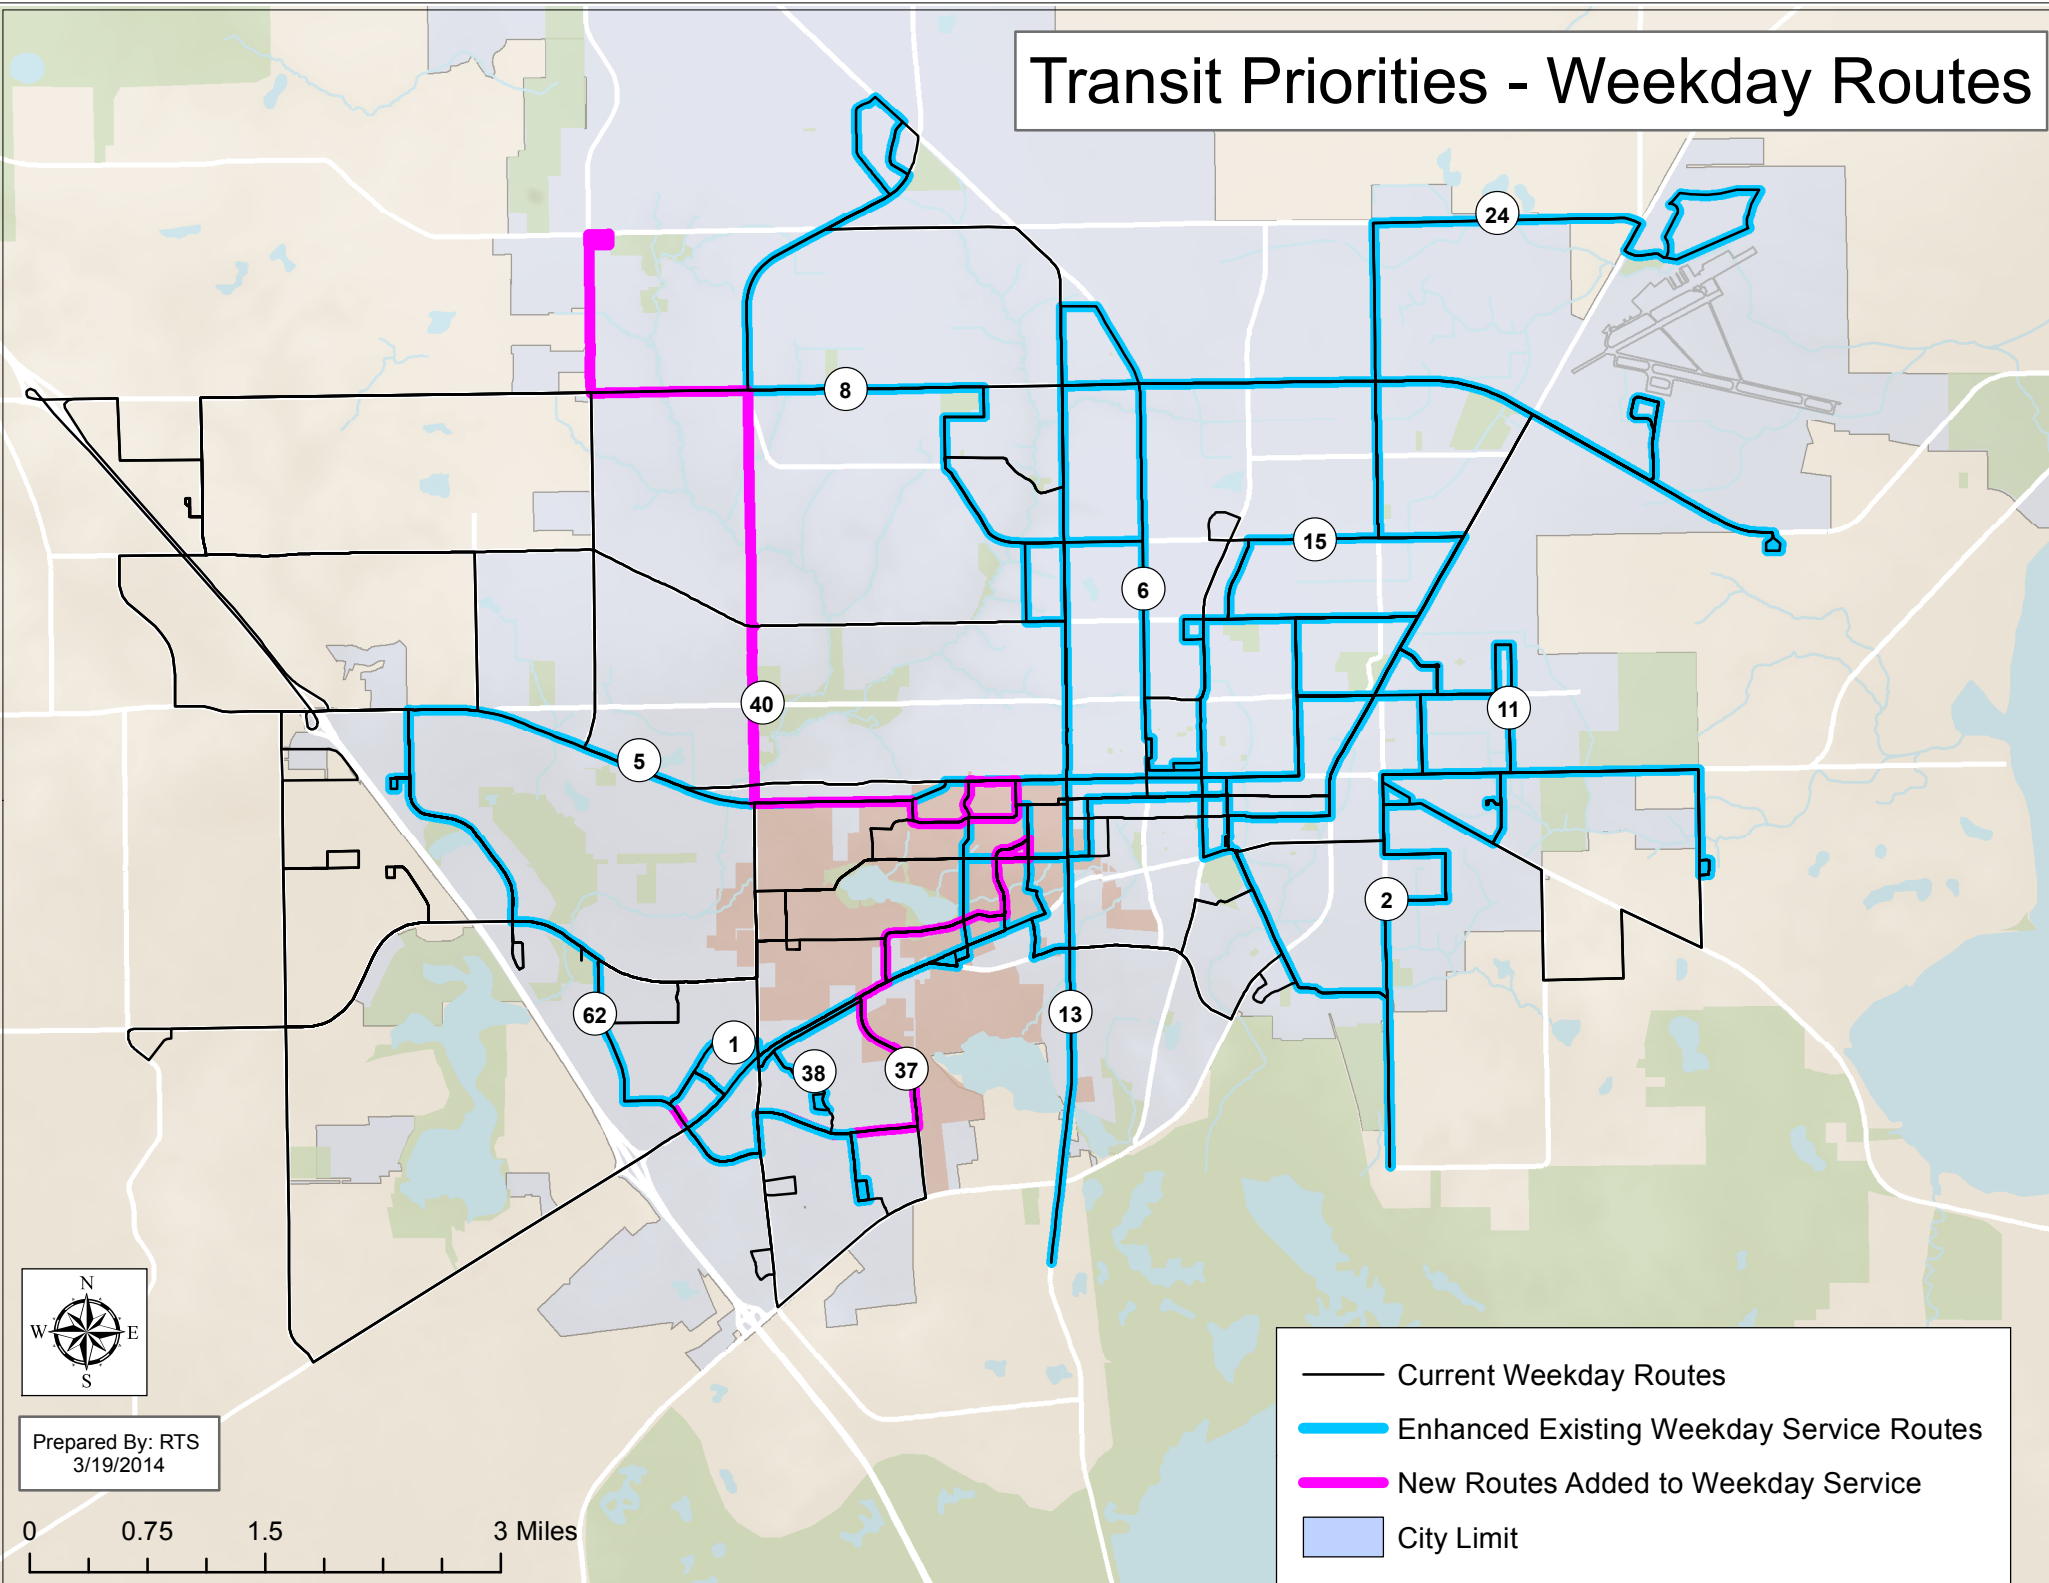 Transit Priorities - Weekday Routes
24
8
15
6
40
11
5
2
62
13
1
38
37
N
W E
S
Prepared By: RTS
3/19/2014
0 0.75 1.5 3 Miles
Current Weekday Routes
Enhanced Existing Weekday Service Routes
New Routes Added to Weekday Service
City Limit